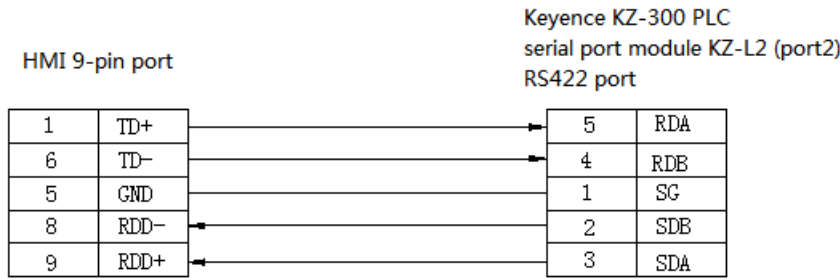 Keyence KZ-300 PLC
serial port module KZ-L2 (port2)
RS422 port
HMI 9-pin port
1 TD+ 5 RDA
6 TD- 4 RDB
5 GND 1 SG
8 RDD- 2 SDB
9 RDD+ 3 SDA